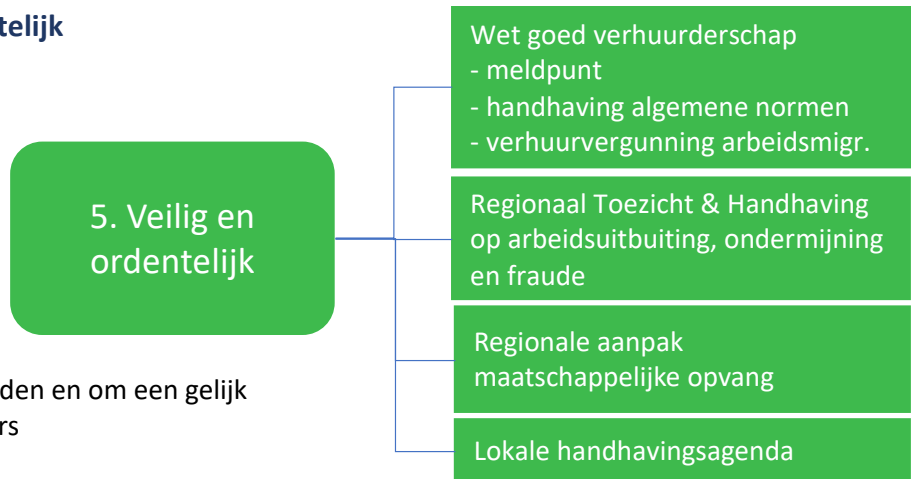 telijk
Wet goed verhuurderschap
- meldpunt
- handhaving algemene normen
- verhuurvergunning arbeidsmigr.
5. Veilig en
ordentelijk
Regionaal Toezicht & Handhaving
op arbeidsuitbuiting, ondermijning
en fraude
Regionale aanpak
maatschappelijke opvang
den en om een gelijk
rs
Lokale handhavingsagenda